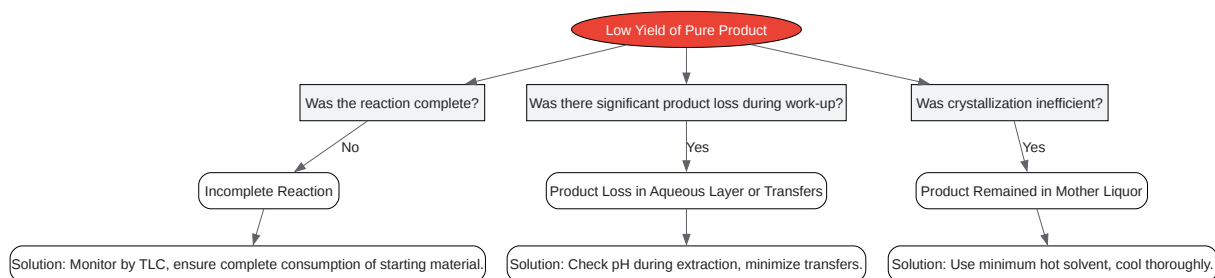 Low Yield of Pure Product
Was the reaction complete?
Was there significant product loss during work-up?
Was crystallization inefficient?
No
Yes
Yes
Incomplete Reaction
Product Loss in Aqueous Layer or Transfers
Product Remained in Mother Liquor
Solution: Monitor by TLC, ensure complete consumption of starting material.
Solution: Check pH during extraction, minimize transfers.
Solution: Use minimum hot solvent, cool thoroughly.